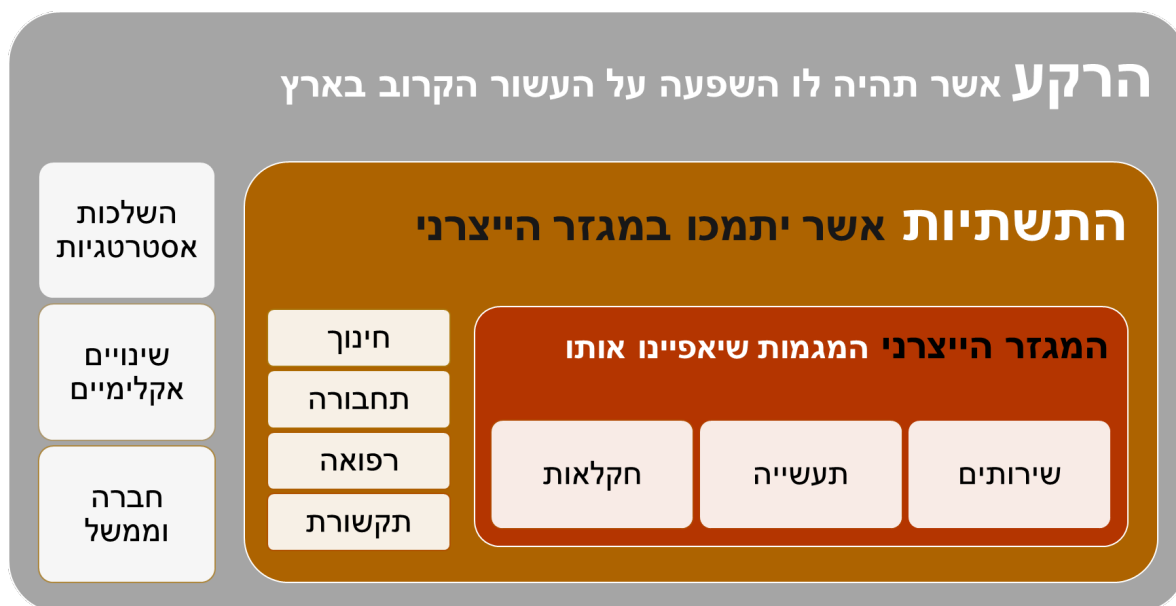 הרקע אשר תהיה לו השפעה על העשור הקרוב בארץ
התשתיות אשר יתמכו במגזר הייצרני
המגזר הייצרני המגמות שיאפיינו אותו
שירותים
תעשייה
חקלאות
חינוך
תחבורה
רפואה
תקשורת
השלכות
אסטרטגיות
שינויים
אקלימיים
חברה
וממשל